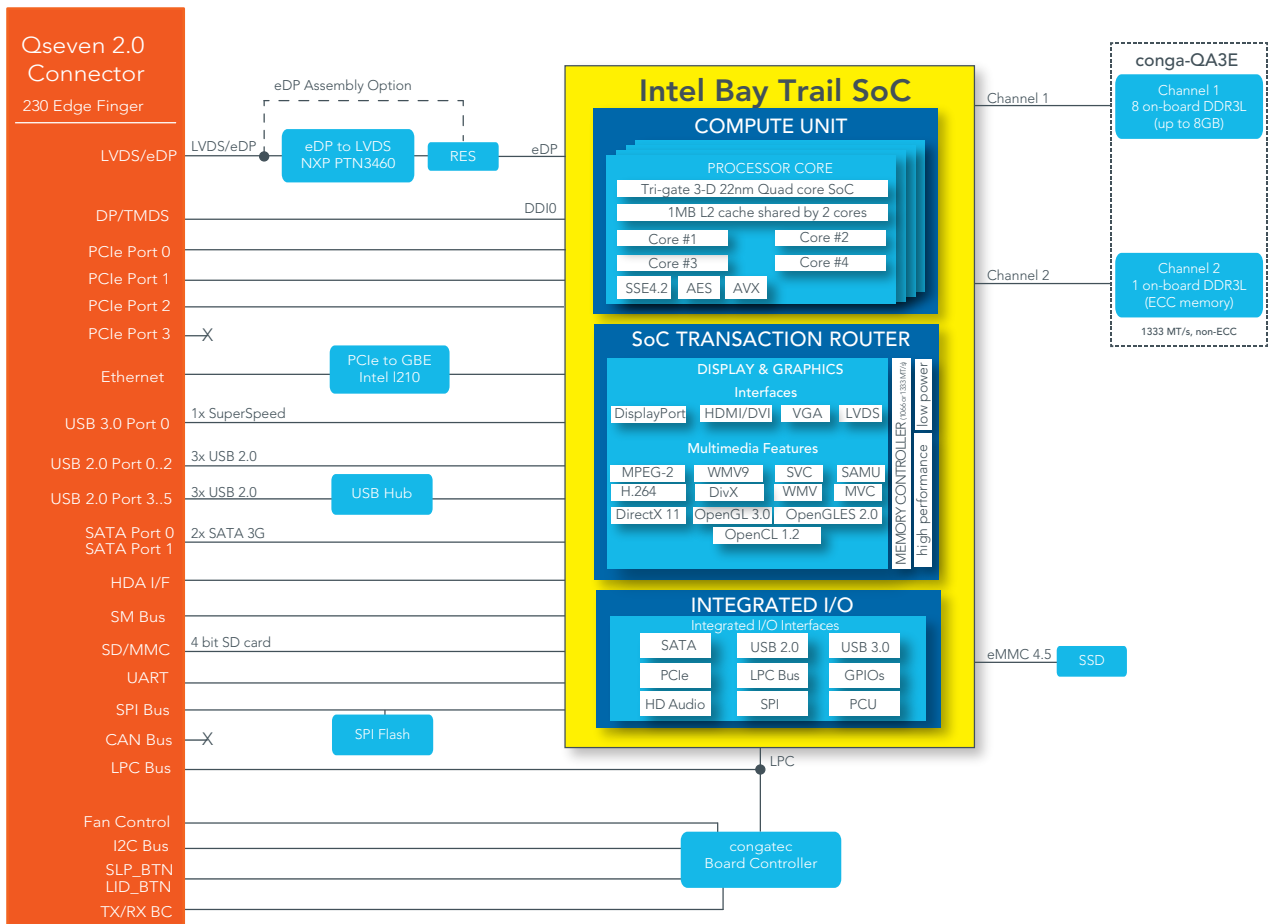 Qseven 2.0
Connector
230 Edge Finger
LVDS/eDP
DP/TMDS
PCIe Port 0
PCIe Port 1
PCIe Port 2
PCIe Port 3
Ethernet
USB 3.0 Port 0
USB 2.0 Port 0..2
USB 2.0 Port 3..5
SATA Port 0
SATA Port 1
HDA I/F
SM Bus
SD/MMC
UART
SPI Bus
CAN Bus
LPC Bus
Fan Control
I2C Bus
SLP_BTN
LID_BTN
TX/RX BC
eDP Assembly Option
LVDS/eDP
eDP to LVDS
NXP PTN3460
RES
eDP
DDI0
X
PCIe to GBE
Intel I210
1x SuperSpeed
3x USB 2.0
3x USB 2.0
USB Hub
2x SATA 3G
4 bit SD card
SPI Flash
X
Intel Bay Trail SoC
COMPUTE UNIT
PROCESSOR CORE
Tri-gate 3-D 22nm Quad core SoC
1MB L2 cache shared by 2 cores
Core #1 Core #2
Core #3 Core #4
SSE4.2 AES AVX
SoC TRANSACTION ROUTER
DISPLAY & GRAPHICS
Interfaces
DisplayPort HDMI/DVI VGA LVDS
Multimedia Features
MPEG-2 WMV9 SVC SAMU
H.264 DivX WMV MVC
DirectX 11 OpenGL 3.0 OpenGLES 2.0
OpenCL 1.2
MEMORY CONTROLLER (1066 or 1333 MT/s)
low power
high performance
INTEGRATED I/O
Integrated I/O Interfaces
SATA USB 2.0 USB 3.0
PCIe LPC Bus GPIOs
HD Audio SPI PCU
LPC
congatec
Board Controller
Channel 1
Channel 2
eMMC 4.5
SSD
conga-QA3E
Channel 1
8 on-board DDR3L
(up to 8GB)
Channel 2
1 on-board DDR3L
(ECC memory)
1333 MT/s, non-ECC